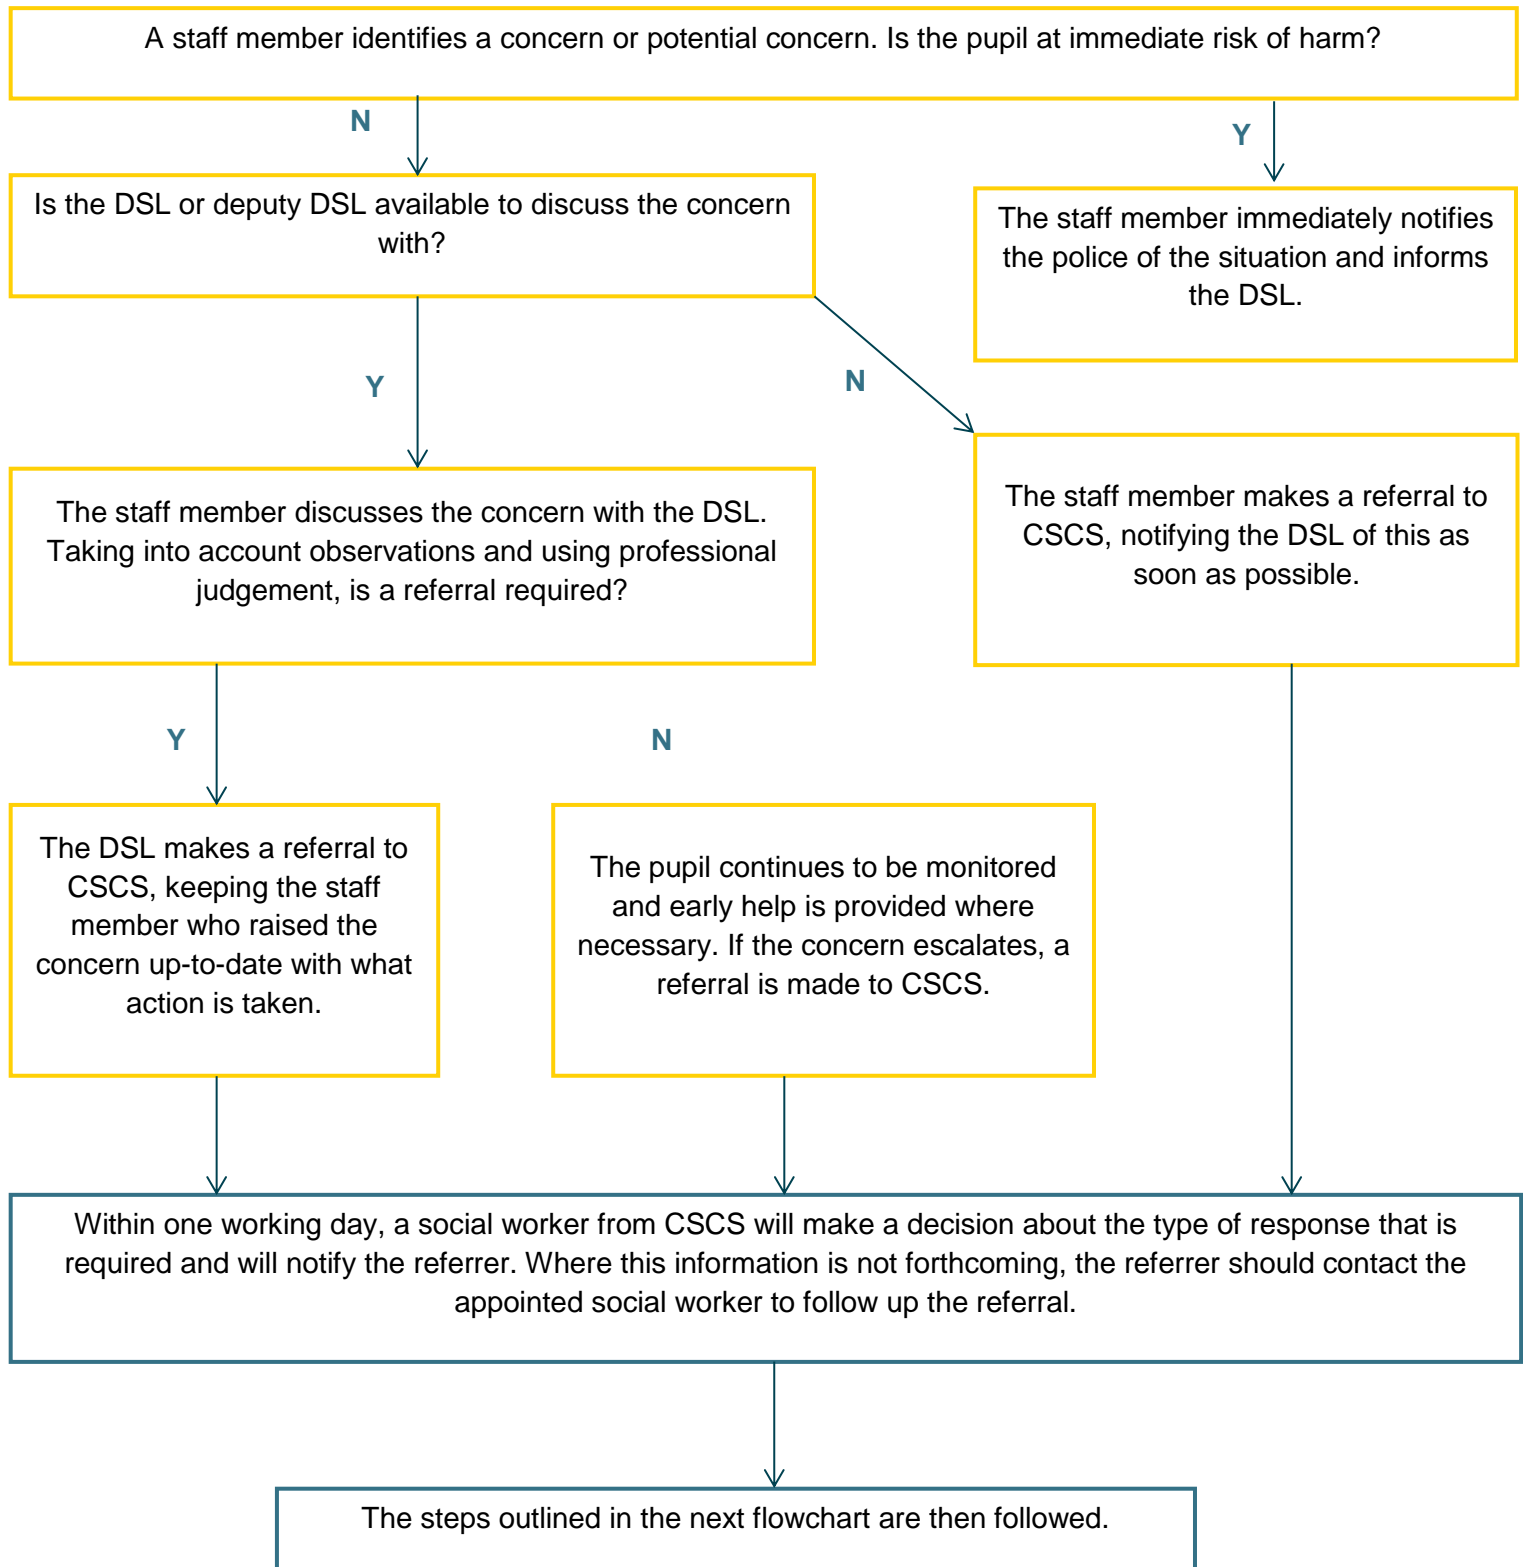 A staff member identifies a concern or potential concern. Is the pupil at immediate risk of harm?
N
Y
Is the DSL or deputy DSL available to discuss the concern
with?
The staff member immediately notifies
the police of the situation and informs
the DSL.
Y
N
The staff member discusses the concern with the DSL.
Taking into account observations and using professional
judgement, is a referral required?
The staff member makes a referral to
CSCS, notifying the DSL of this as
soon as possible.
Y
N
The DSL makes a referral to
CSCS, keeping the staff
member who raised the
concern up-to-date with what
action is taken.
The pupil continues to be monitored
and early help is provided where
necessary. If the concern escalates, a
referral is made to CSCS.
Within one working day, a social worker from CSCS will make a decision about the type of response that is
required and will notify the referrer. Where this information is not forthcoming, the referrer should contact the
appointed social worker to follow up the referral.
The steps outlined in the next flowchart are then followed.